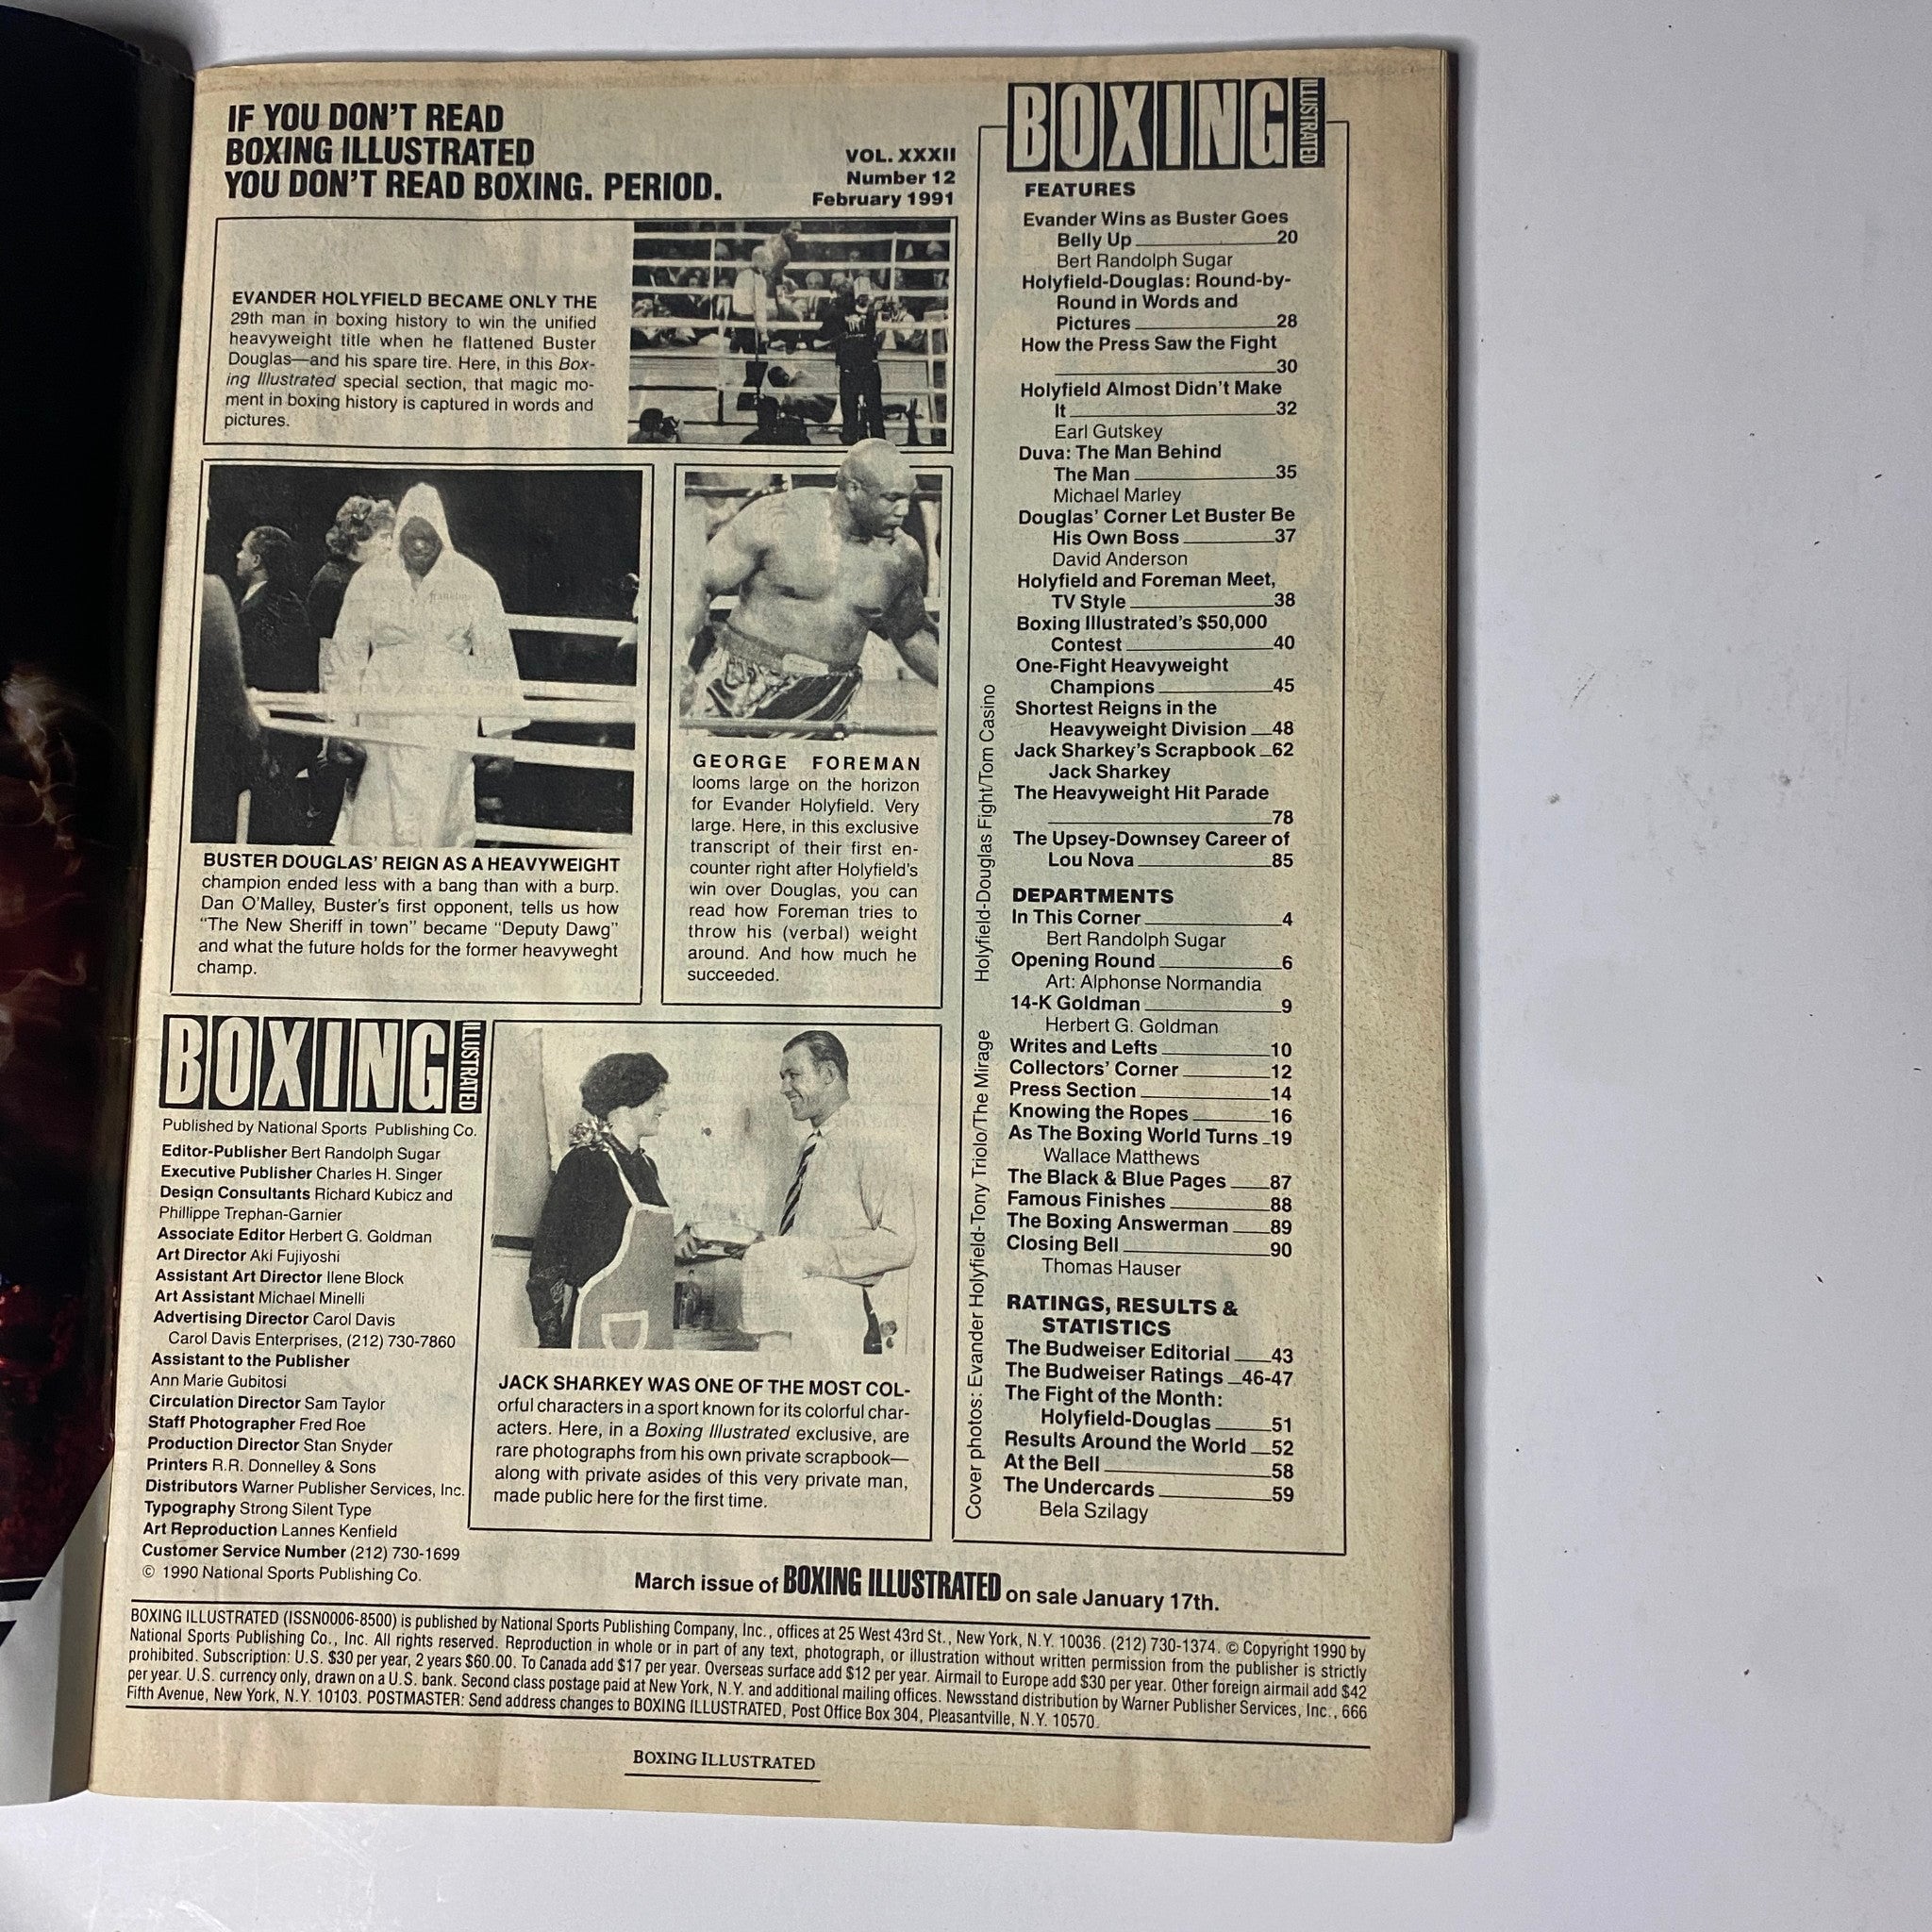 IF YOU DON'T READ
BOXING ILLUSTRATED
YOU DON'T READ BOXING. PERIOD.
VOL. XXXII
Number 12
February 1991
EVANDER HOLYFIELD BECAME ONLY THE
29th man in boxing history to win the unified
heavyweight title when he flattened Buster
Douglas—and his spare tire. Here, in this Box-
ing Illustrated special section, that magic mo-
ment in boxing history is captured in words and
pictures.
BUSTER DOUGLAS' REIGN AS A HEAVYWEIGHT
champion ended less with a bang than with a burp.
Dan O'Malley, Buster's first opponent, tells us how
"The New Sheriff in town" became "Deputy Dawg"
and what the future holds for the former heavyweght
champ.
GEORGE FOREMAN
looms large on the horizon
for Evander Holyfield. Very
large. Here, in this exclusive
transcript of their first en-
counter right after Holyfield's
win over Douglas, you can
read how Foreman tries to
throw his (verbal) weight
around. And how much he
succeeded.
BOXING ILLUSTRATED
Published by National Sports Publishing Co.
Editor-Publisher Bert Randolph Sugar
Executive Publisher Charles H. Singer
Design Consultants Richard Kubicz and
Phillippe Trephan-Garnier
Associate Editor Herbert G. Goldman
Art Director Aki Fujiyoshi
Assistant Art Director Ilene Block
Art Assistant Michael Minelli
Advertising Director Carol Davis
Carol Davis Enterprises, (212) 730-7860
Assistant to the Publisher
Ann Marie Gubitosi
Circulation Director Sam Taylor
Staff Photographer Fred Roe
Production Director Stan Snyder
Printers R.R. Donnelley & Sons
Distributors Warner Publisher Services, Inc.
Typography Strong Silent Type
Art Reproduction Lannes Kenfield
Customer Service Number (212) 730-1699
© 1990 National Sports Publishing Co.
JACK SHARKEY WAS ONE OF THE MOST COL-
orful characters in a sport known for its colorful char-
acters. Here, in a Boxing Illustrated exclusive, are
rare photographs from his own private scrapbook—
along with private asides of this very private man,
made public here for the first time.
Cover photos: Evander Holyfield-Tony Triolo/The Mirage Holyfield-Douglas Fight/Tom Casino
BOXING ILLUSTRATED
FEATURES
Evander Wins as Buster Goes
Belly Up 20
Bert Randolph Sugar
Holyfield-Douglas: Round-by-
Round in Words and
Pictures 28
How the Press Saw the Fight
30
Holyfield Almost Didn't Make
It 32
Earl Gutskey
Duva: The Man Behind
The Man 35
Michael Marley
Douglas' Corner Let Buster Be
His Own Boss 37
David Anderson
Holyfield and Foreman Meet,
TV Style 38
Boxing Illustrated's $50,000
Contest 40
One-Fight Heavyweight
Champions 45
Shortest Reigns in the
Heavyweight Division 48
Jack Sharkey's Scrapbook 62
Jack Sharkey
The Heavyweight Hit Parade
78
The Upsey-Downsey Career of
Lou Nova 85
DEPARTMENTS
In This Corner 4
Bert Randolph Sugar
Opening Round 6
Art: Alphonse Normandia
14-K Goldman 9
Herbert G. Goldman
Writes and Lefts 10
Collectors' Corner 12
Press Section 14
Knowing the Ropes 16
As The Boxing World Turns 19
Wallace Matthews
The Black & Blue Pages 87
Famous Finishes 88
The Boxing Answerman 89
Closing Bell 90
Thomas Hauser
RATINGS, RESULTS &
STATISTICS
The Budweiser Editorial 43
The Budweiser Ratings 46-47
The Fight of the Month:
Holyfield-Douglas 51
Results Around the World 52
At the Bell 58
The Undercards 59
Bela Szilagy
March issue of BOXING ILLUSTRATED on sale January 17th.
BOXING ILLUSTRATED (ISSN0006-8500) is published by National Sports Publishing Company, Inc., offices at 25 West 43rd St., New York, N.Y. 10036. (212) 730-1374. © Copyright 1990 by
National Sports Publishing Co., Inc. All rights reserved. Reproduction in whole or in part of any text, photograph, or illustration without written permission from the publisher is strictly
prohibited. Subscription: U.S. $30 per year, 2 years $60.00. To Canada add $17 per year. Overseas surface add $12 per year. Airmail to Europe add $30 per year. Other foreign airmail add $42
per year. U.S. currency only, drawn on a U.S. bank. Second class postage paid at New York, N.Y. and additional mailing offices. Newsstand distribution by Warner Publisher Services, Inc., 666
Fifth Avenue, New York, N.Y. 10103. POSTMASTER: Send address changes to BOXING ILLUSTRATED, Post Office Box 304, Pleasantville, N.Y. 10570.
BOXING ILLUSTRATED